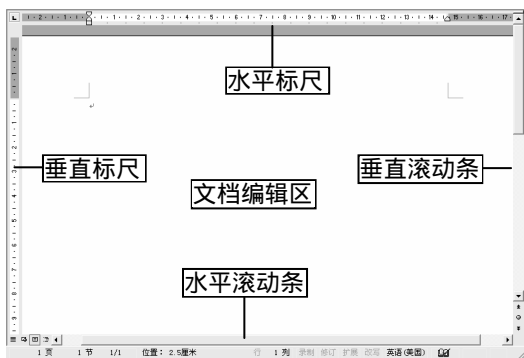 水平标尺
垂直标尺
垂直滚动条
文档编辑区
水平滚动条
1 页 1 节 1/1 位置: 2.5厘米 行 1 列 录制 修订 扩展 改写 英语(美国)